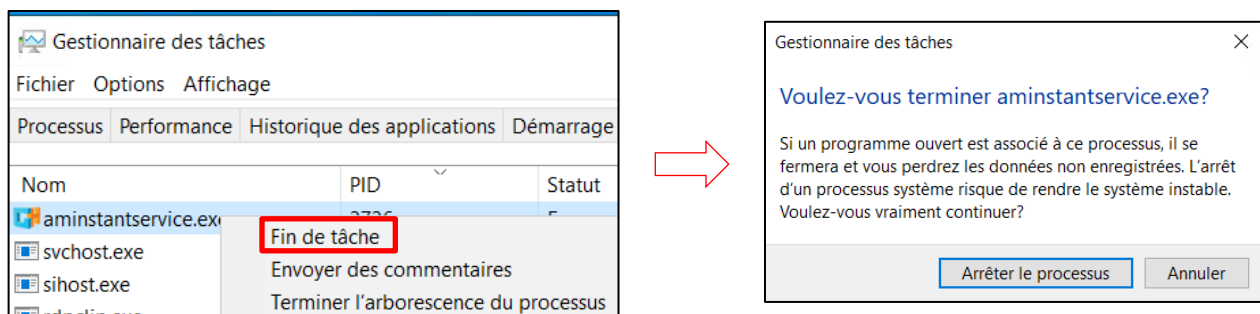 Gestionnaire des tâches
Fichier Options Affichage
Processus Performance Historique des applications Démarrage
Nom PID Statut
aminstantservice.exe
Fin de tâche
svchost.exe
Envoyer des commentaires
sihost.exe
Terminer l'arborescence du processus
Gestionnaire des tâches
Voulez-vous terminer aminstantservice.exe?
Si un programme ouvert est associé à ce processus, il se
fermera et vous perdrez les données non enregistrées. L'arrêt
d'un processus système risque de rendre le système instable.
Voulez-vous vraiment continuer?
Arrêter le processus Annuler